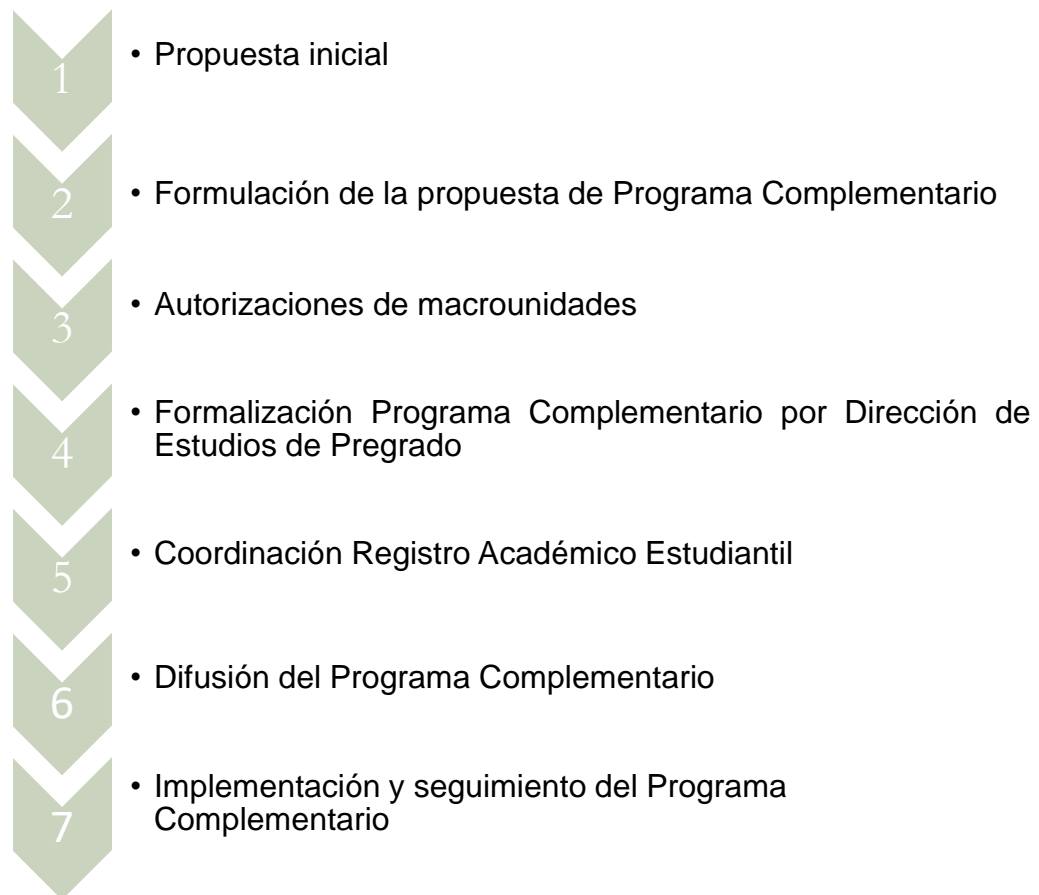 1
• Propuesta inicial
2
• Formulación de la propuesta de Programa Complementario
3
• Autorizaciones de macrounidades
4
• Formalización Programa Complementario por Dirección de
Estudios de Pregrado
5
• Coordinación Registro Académico Estudiantil
6
• Difusión del Programa Complementario
7
• Implementación y seguimiento del Programa
Complementario